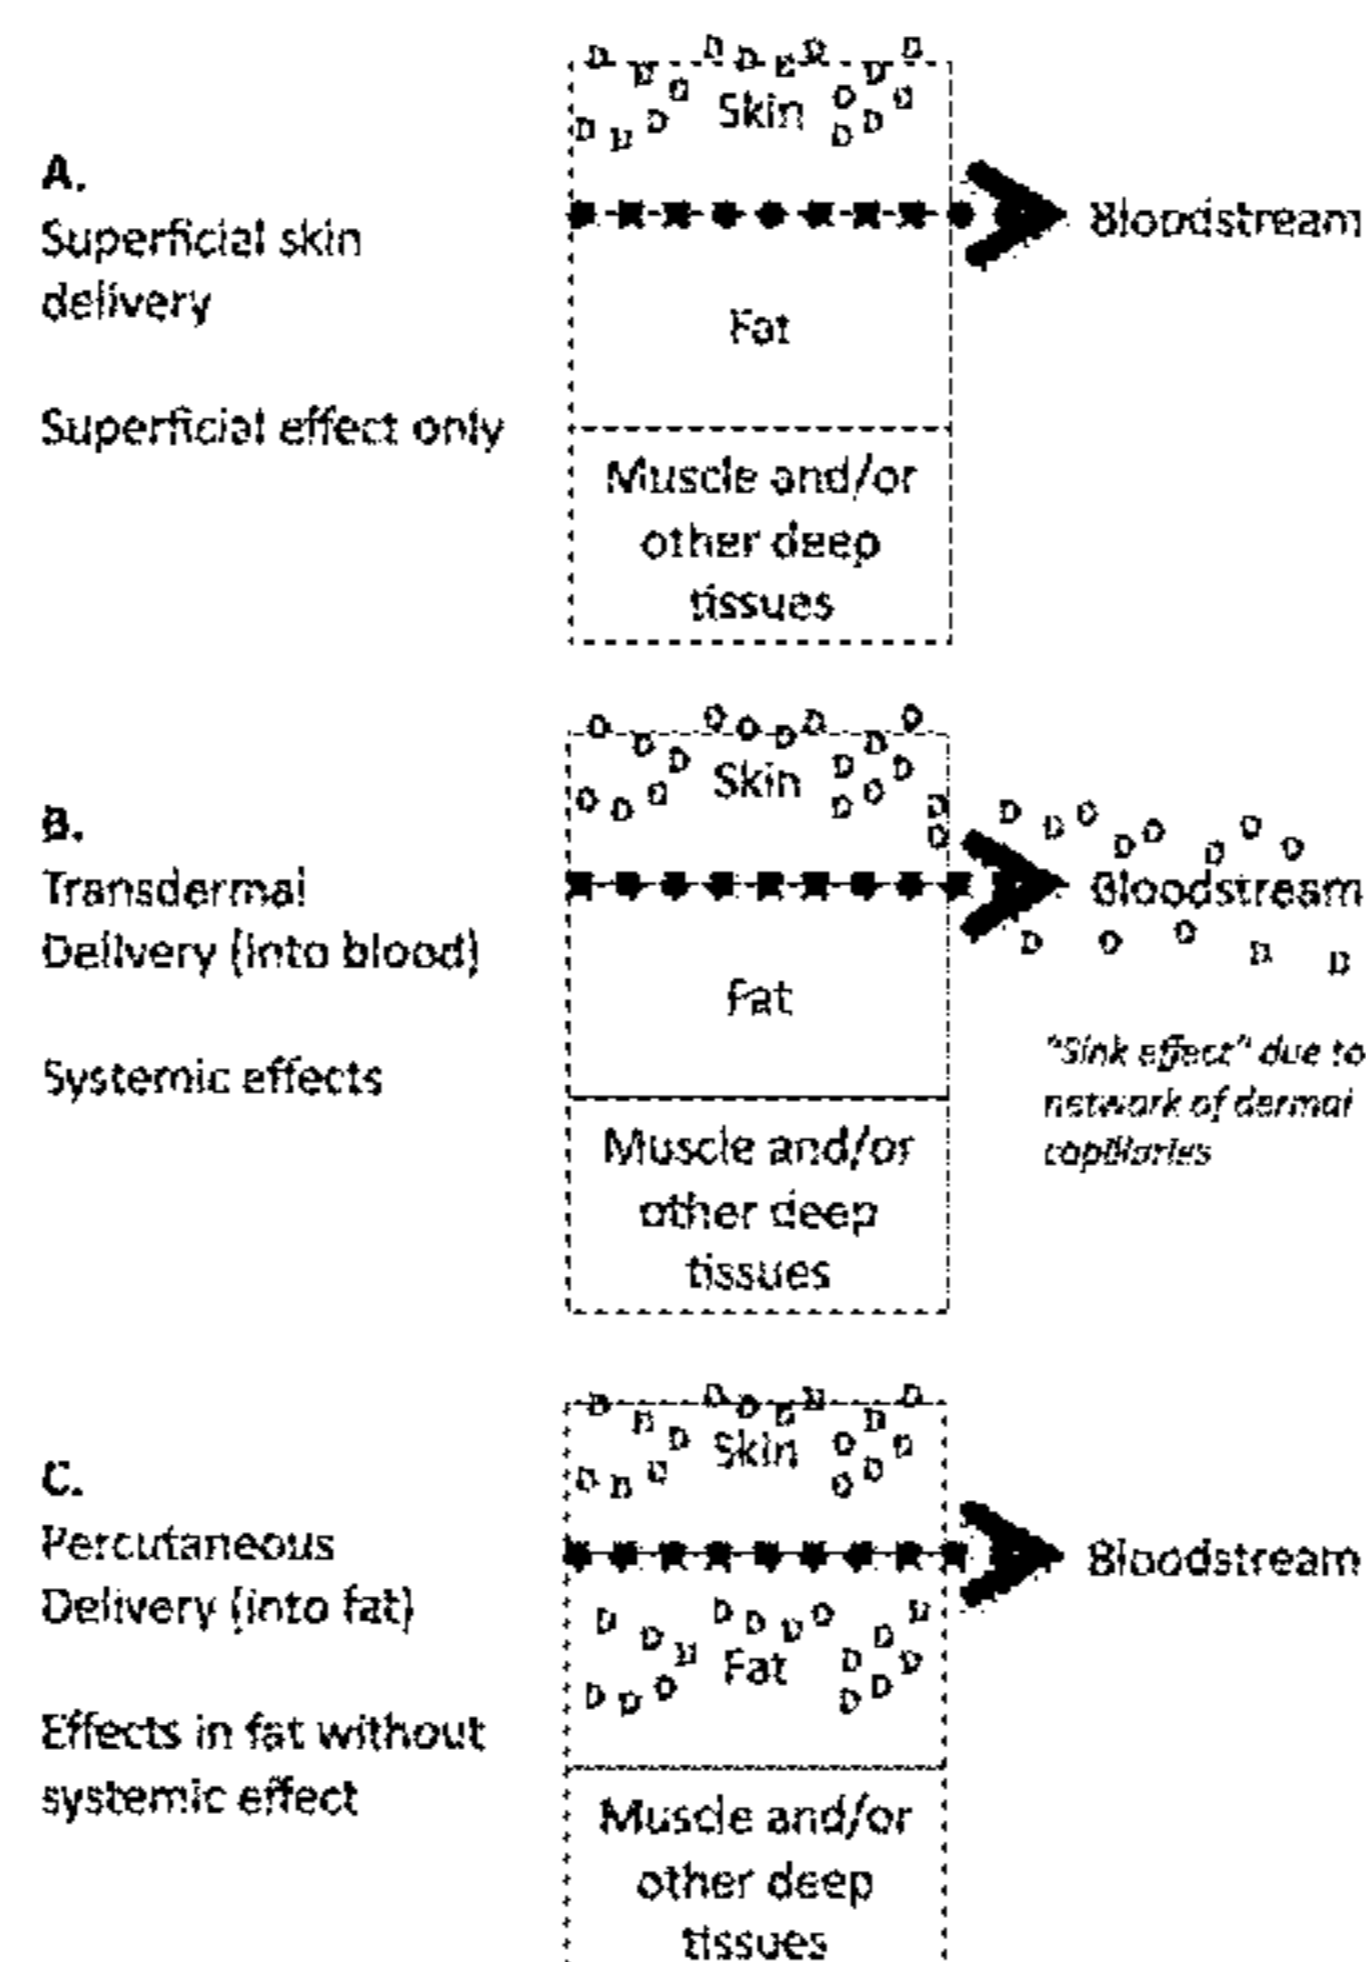 A.
Superficial skin
delivery
Superficial effect only
Skin
Bloodstream
Fat
Muscle and/or
other deep
tissues
B.
Transdermal
Delivery (into blood)
Systemic effects
Skin
Bloodstream
Fat
"Sink effect" due to
network of dermal
capillaries
Muscle and/or
other deep
tissues
C.
Percutaneous
Delivery (into fat)
Effects in fat without
systemic effect
Skin
Bloodstream
Fat
Muscle and/or
other deep
tissues